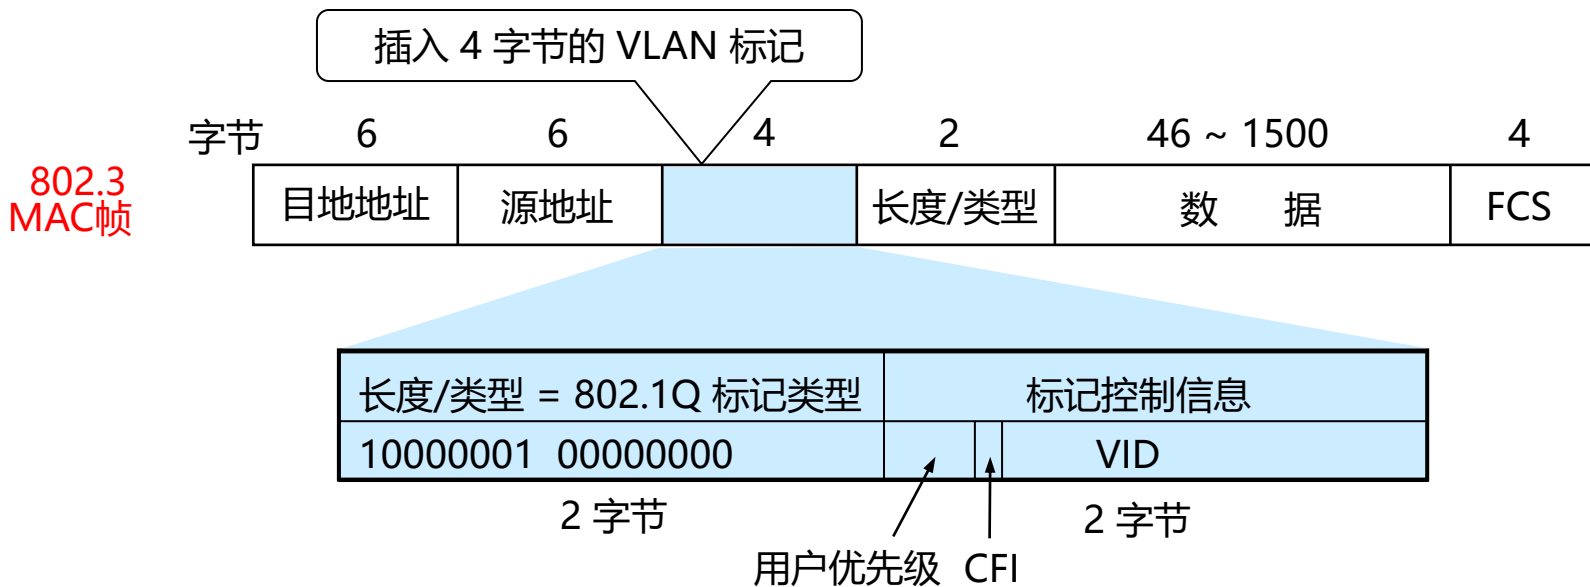 插入 4 字节的 VLAN 标记
字节 6 6 4 2 46 ~ 1500 4
802.3
MAC帧
目地地址 源地址 长度/类型 数 据 FCS
长度/类型 = 802.1Q 标记类型 标记控制信息
10000001 00000000 VID
2 字节 2 字节
用户优先级 CFI